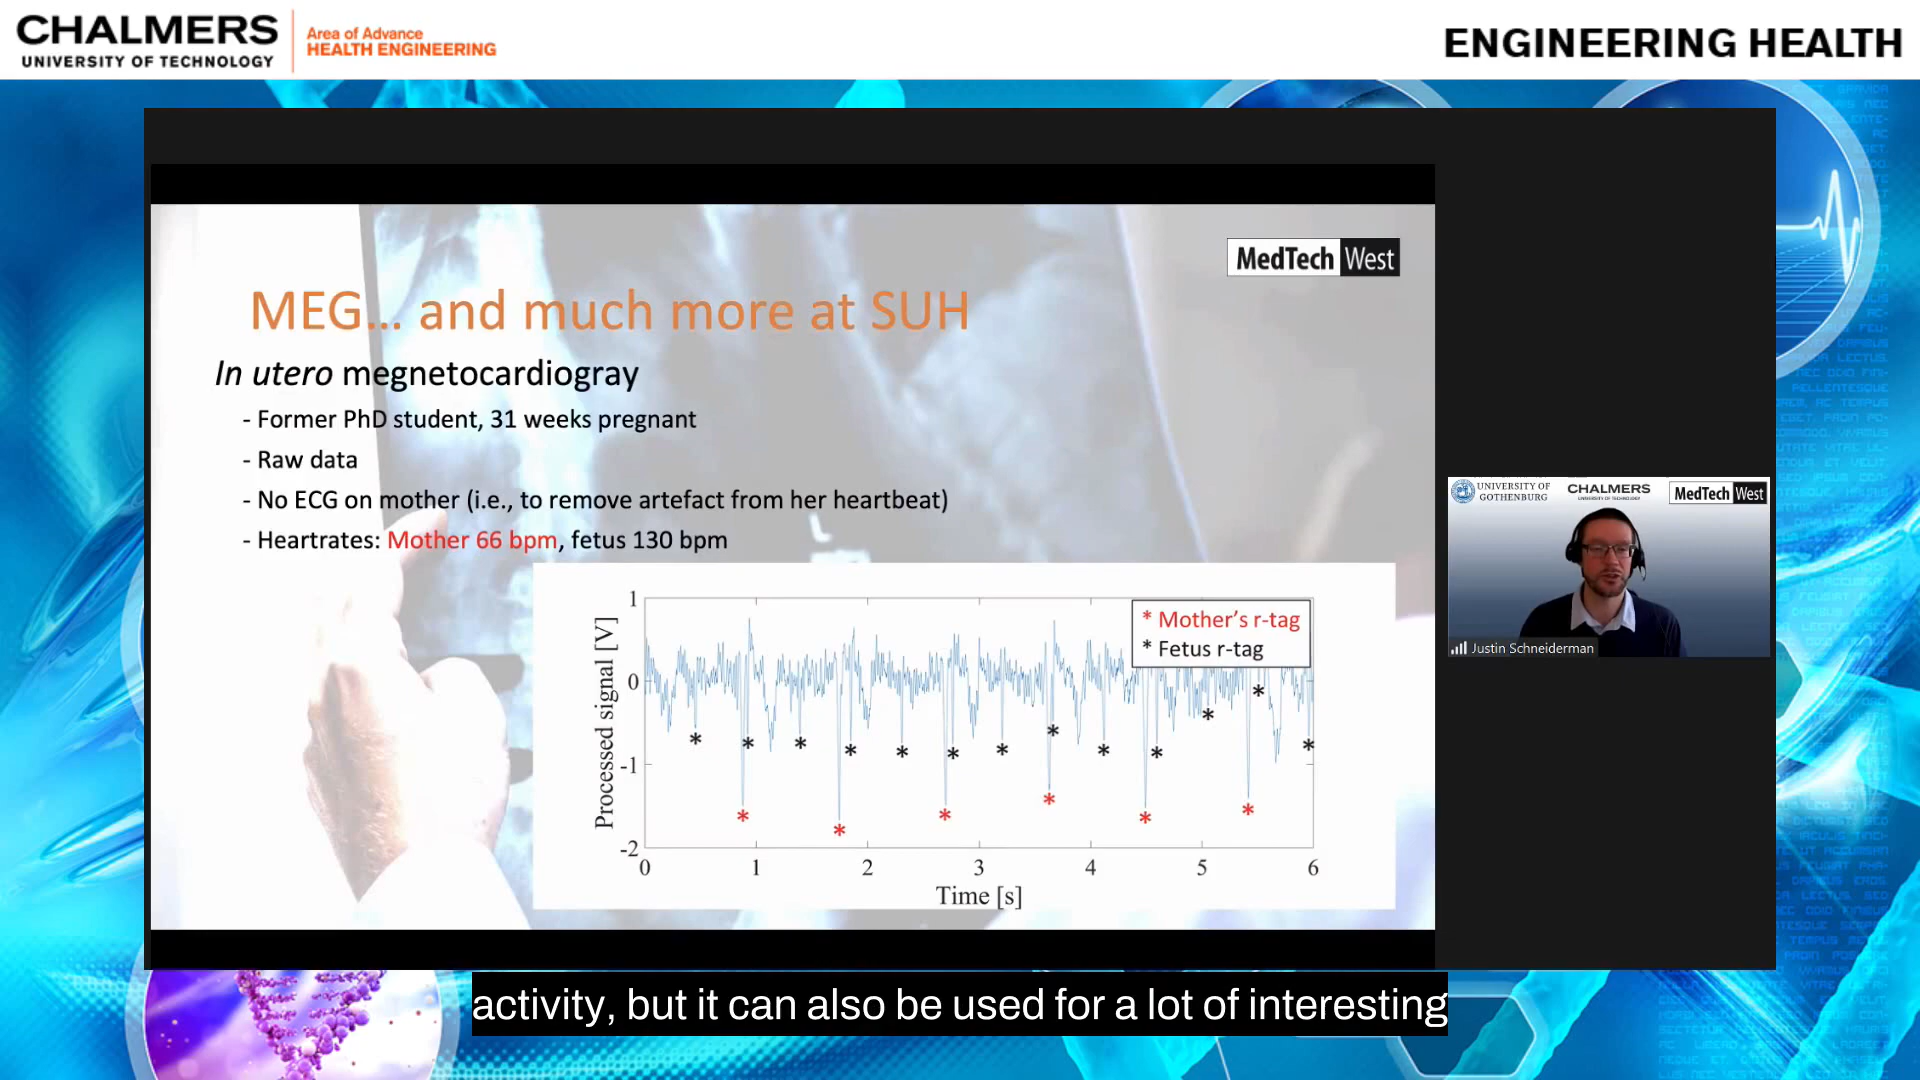 CHALMERS
UNIVERSITY OF TECHNOLOGY
Area of Advance
HEALTH ENGINEERING
ENGINEERING HEALTH
MedTech West
MEG... and much more at SUH
In utero megnetocardiogray
- Former PhD student, 31 weeks pregnant
- Raw data
- No ECG on mother (i.e., to remove artefact from her heartbeat)
- Heartrates: Mother 66 bpm, fetus 130 bpm
* Mother's r-tag
* Fetus r-tag
Processed signal [V]
1
0
-1
-2
0 1 2 3 4 5 6
Time [s]
UNIVERSITY OF
GOTHENBURG
CHALMERS
UNIVERSITY OF TECHNOLOGY
MedTech West
Justin Schneiderman
activity, but it can also be used for a lot of interesting